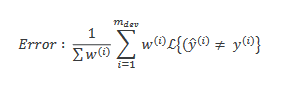 Error : 1/∑w⁽ⁱ⁾ ∑_{i=1}^{m_dev} w⁽ⁱ⁾ℒ{(ŷ⁽ⁱ⁾ ≠ y⁽ⁱ⁾}